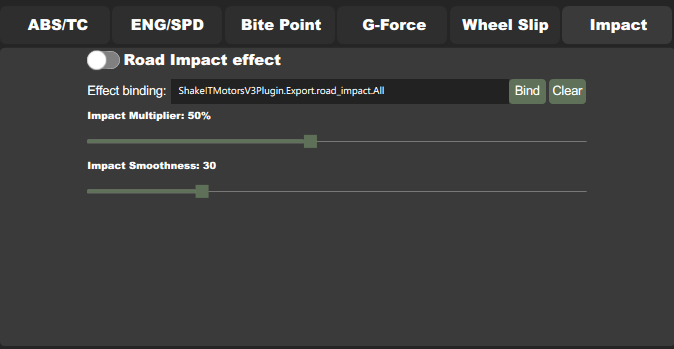 ABS/TC ENG/SPD Bite Point G-Force Wheel Slip Impact
Road Impact effect
Effect binding: ShakeITMotorsV3Plugin.Export.road_impact.All Bind Clear
Impact Multiplier: 50%
Impact Smoothness: 30